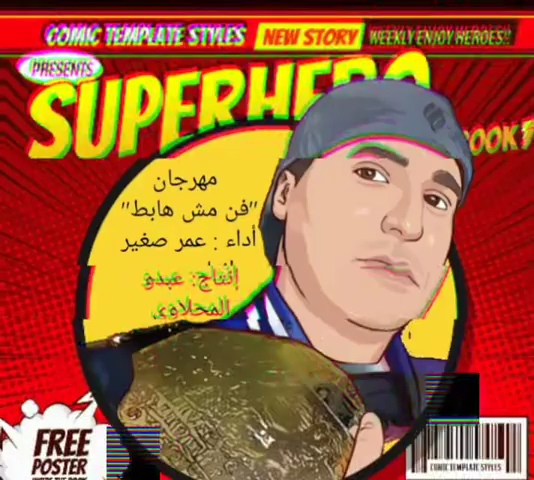 COMIC TEMPLATE STYLES
NEW STORY
WEEKLY ENJOY HEROES!!
PRESENTS
SUPERHERO
BOOK
مهرجان
"فن مش هابط"
أداء : عمر صغير
إنتاج: عبدو
المحلاوي
FREE
POSTER
COMIC TEMPLATE STYLES